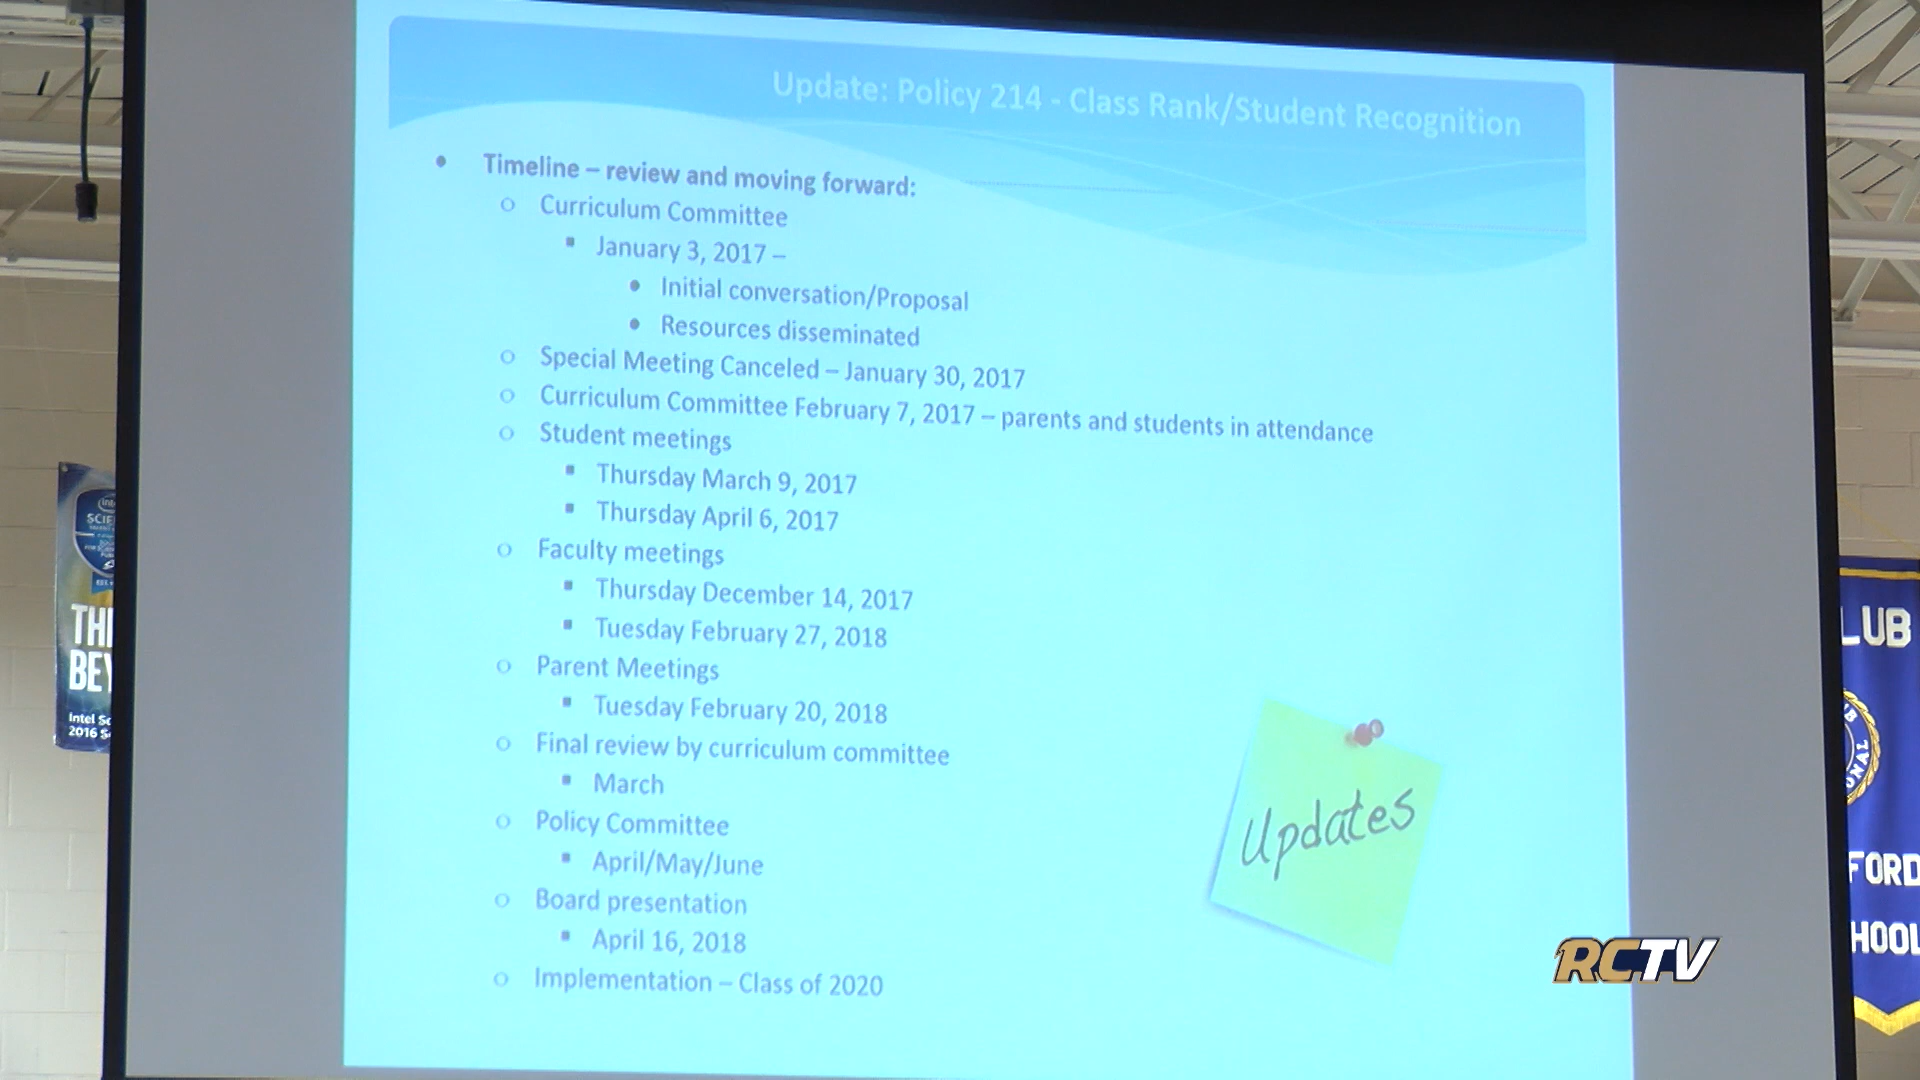 Update: Policy 214 - Class Rank/Student Recognition
• Timeline – review and moving forward:
o Curriculum Committee
▪ January 3, 2017 –
• Initial conversation/Proposal
• Resources disseminated
o Special Meeting Canceled – January 30, 2017
o Curriculum Committee February 7, 2017 – parents and students in attendance
o Student meetings
▪ Thursday March 9, 2017
▪ Thursday April 6, 2017
o Faculty meetings
▪ Thursday December 14, 2017
▪ Tuesday February 27, 2018
o Parent Meetings
▪ Tuesday February 20, 2018
o Final review by curriculum committee
▪ March
o Policy Committee
▪ April/May/June
o Board presentation
▪ April 16, 2018
o Implementation – Class of 2020
Updates
RCTV
THI
BEY
Intel Sc
2016 S
LUB
FORD
HOOL